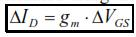 ΔI_D = g_m · ΔV_GS